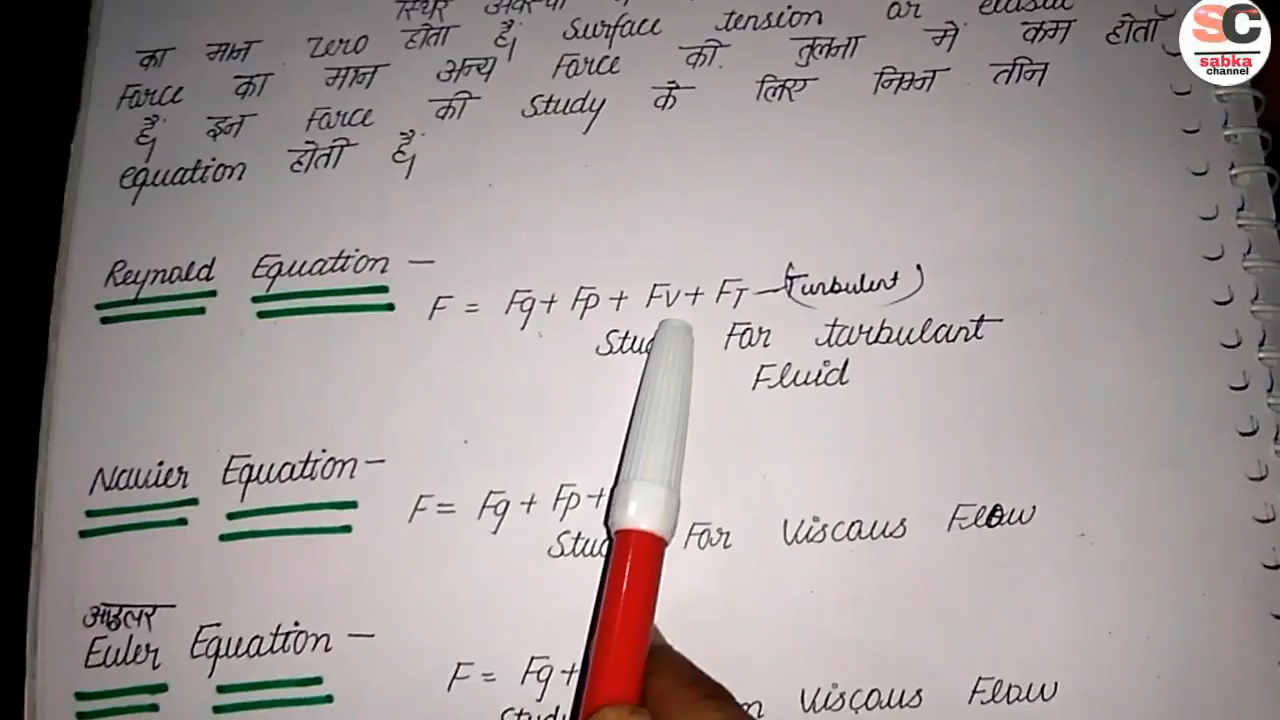 स्थिर
का मान zero होता है। Surface tension or elastic
Force का मान अन्य Force की तुलना में कम होता
है। इन Force की Study के लिए निम्न तीन
equation होती है।
SC
sabka
channel
Reynold Equation –
F = Fg + Fp + Fv + FT – (Turbulent)
For turbulant
Fluid
Navier Equation –
F = Fg + Fp +
For Viscous Flow
आइलर
Euler Equation –
F = Fg +
Viscous Flow